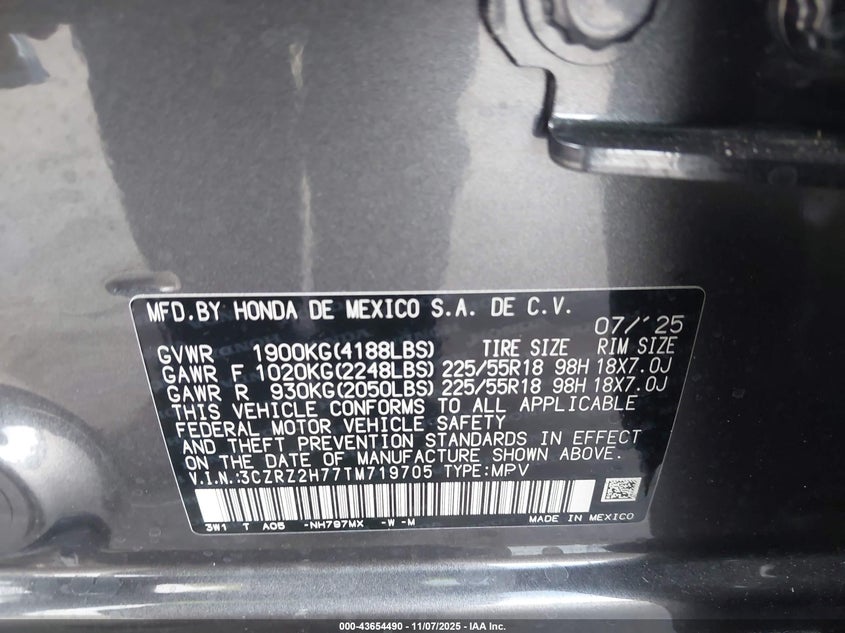 MFD.BY HONDA DE MEXICO S.A. DE C.V.
07/'25
GVWR 1900KG(4188LBS) TIRE SIZE RIM SIZE
GAWR F 1020KG(2248LBS) 225/55R18 98H 18X7.0J
GAWR R 930KG(2050LBS) 225/55R18 98H 18X7.0J
THIS VEHICLE CONFORMS TO ALL APPLICABLE
FEDERAL MOTOR VEHICLE SAFETY
AND THEFT PREVENTION STANDARDS IN EFFECT
ON THE DATE OF MANUFACTURE SHOWN ABOVE.
V.I.N.:3CZRZ2H77TM719705 TYPE:MPV
3W1 T A05 -NH797MX -W-M MADE IN MEXICO
000-43654490 - 11/07/2025 - IAA Inc.